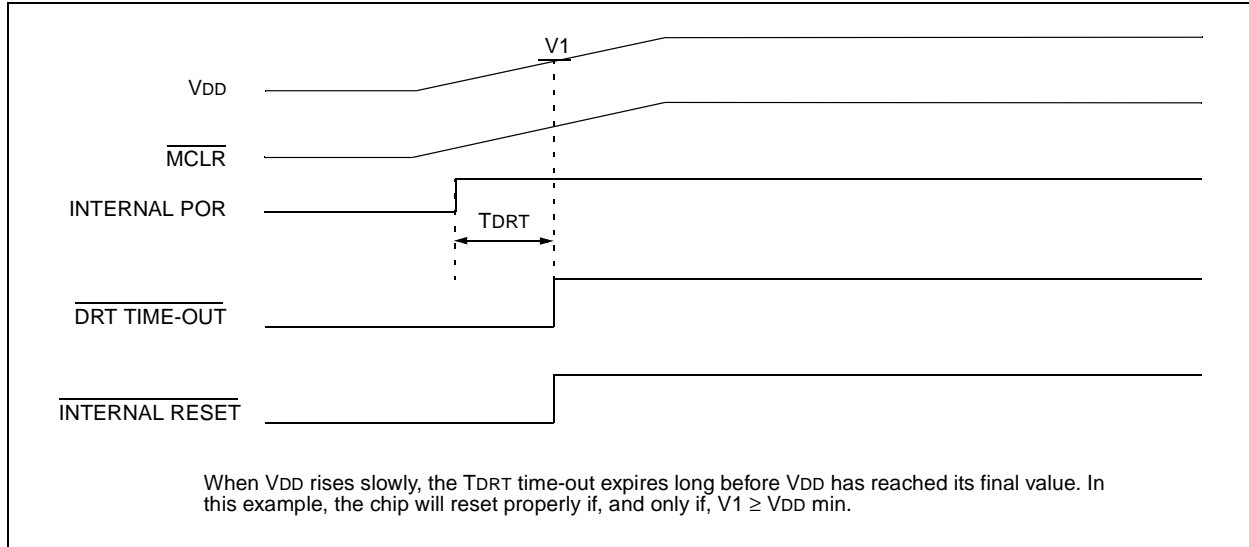 V1
VDD
MCLR
INTERNAL POR
TDRT
DRT TIME-OUT
INTERNAL RESET
When VDD rises slowly, the TDRT time-out expires long before VDD has reached its final value. In
this example, the chip will reset properly if, and only if, V1 ≥ VDD min.